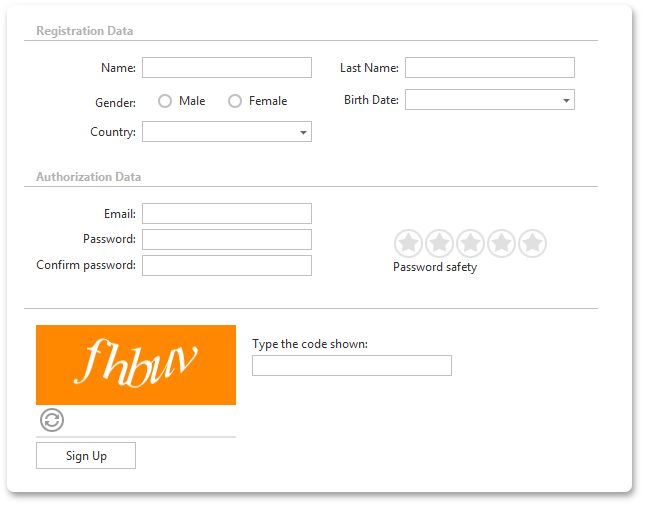 Registration Data
Name: Last Name:
Gender: Male Female Birth Date:
Country:
Authorization Data
Email:
Password:
Confirm password: Password safety
fhbuv
Type the code shown:
Sign Up